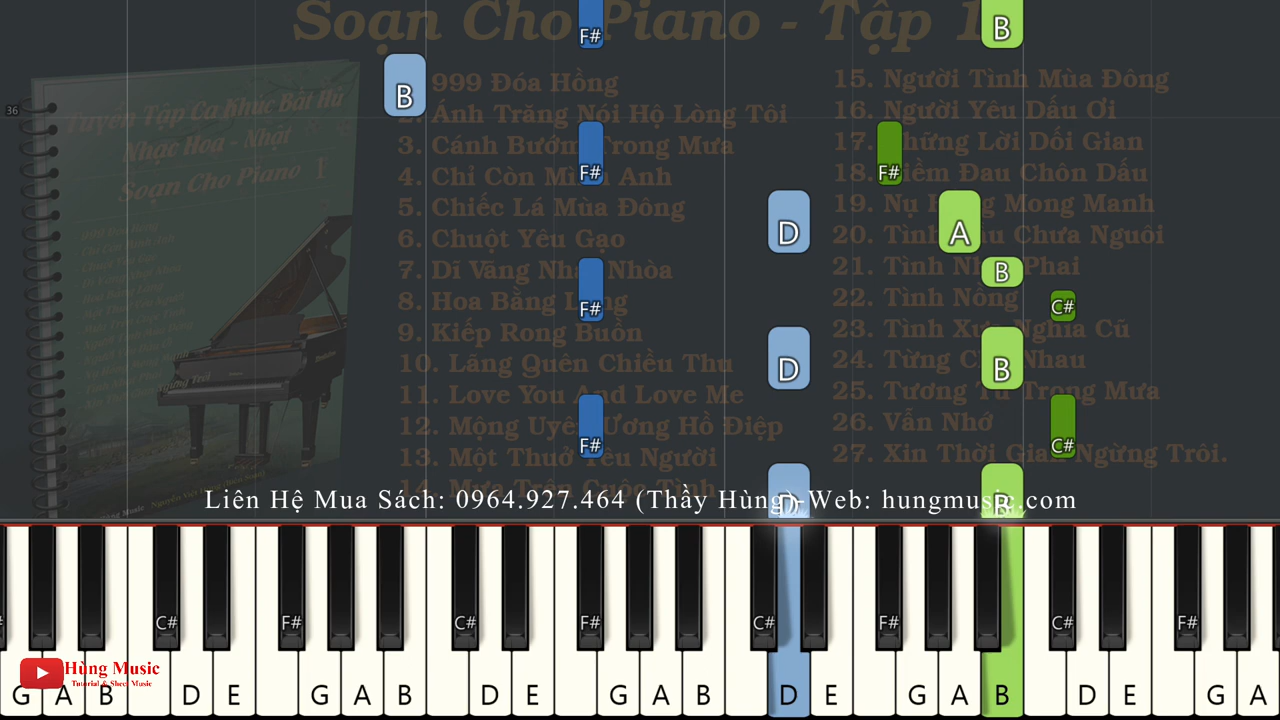 Soạn Cho Piano - Tập 1
Tuyển Tập Ca Khúc Bất Hủ
Nhạc Hoa - Nhật
Soạn Cho Piano 1
36
999 Đóa Hồng
2. Ánh Trăng Nói Hộ Lòng Tôi
3. Cánh Bướm Trong Mưa
4. Chỉ Còn Mình Anh
5. Chiếc Lá Mùa Đông
6. Chuột Yêu Gạo
7. Dĩ Vãng Nhạt Nhòa
8. Hoa Bằng Lăng
9. Kiếp Rong Buồn
10. Lãng Quên Chiều Thu
11. Love You And Love Me
12. Mộng Uyên Ương Hồ Điệp
13. Một Thuở Yêu Người
14. Mưa Trên Cuộc Tình
15. Người Tình Mùa Đông
16. Người Yêu Dấu Ơi
17. Những Lời Dối Gian
18. Niềm Đau Chôn Dấu
19. Nụ Hồng Mong Manh
20. Tình Đầu Chưa Nguôi
21. Tình Nhạt Phai
22. Tình Nồng
23. Tình Xưa Nghĩa Cũ
24. Từng Cho Nhau
25. Tương Tư Trong Mưa
26. Vẫn Nhớ
27. Xin Thời Gian Ngừng Trôi.
F# B
B
F# F#
D A
B
F# C#
D B
F# C#
D B
Liên Hệ Mua Sách: 0964.927.464 (Thầy Hùng)-Web: hungmusic.com
C# F# C# F# C# F# C# F#
G A B D E G A B D E G A B D E G A B D E G A
Hùng Music
Tutorial & Sheet Music